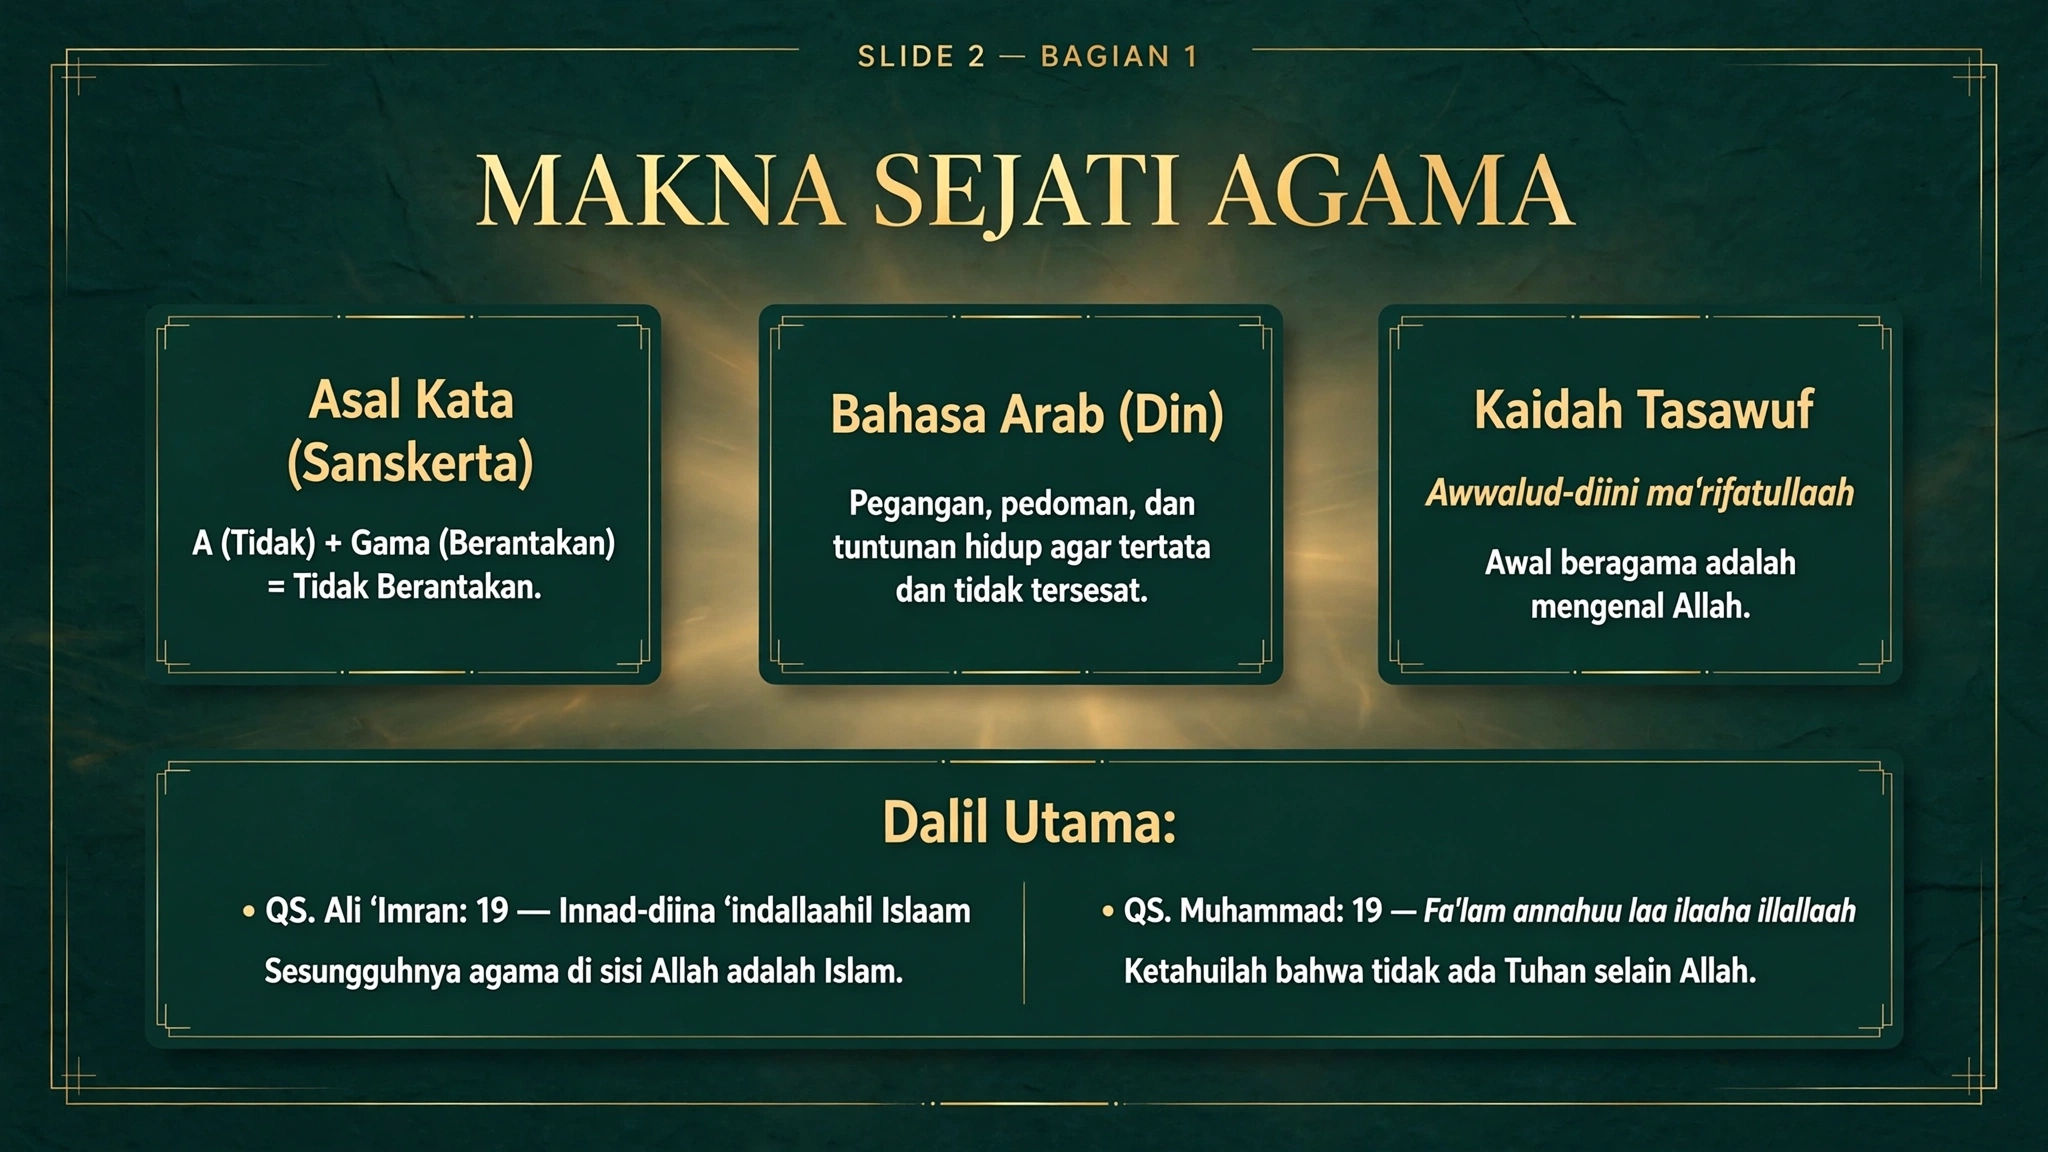 SLIDE 2 — BAGIAN 1
MAKNA SEJATI AGAMA
Asal Kata
(Sanskerta)
A (Tidak) + Gama (Berantakan)
= Tidak Berantakan.
Bahasa Arab (Din)
Pegangan, pedoman, dan
tuntunan hidup agar tertata
dan tidak tersesat.
Kaidah Tasawuf
Awwalud-diini ma‘rifatullaah
Awal beragama adalah
mengenal Allah.
Dalil Utama:
• QS. Ali ‘Imran: 19 — Innad-diina ‘indallaahil Islaam
Sesungguhnya agama di sisi Allah adalah Islam.
• QS. Muhammad: 19 — Fa'lam annahuu laa ilaaha illallaah
Ketahuilah bahwa tidak ada Tuhan selain Allah.